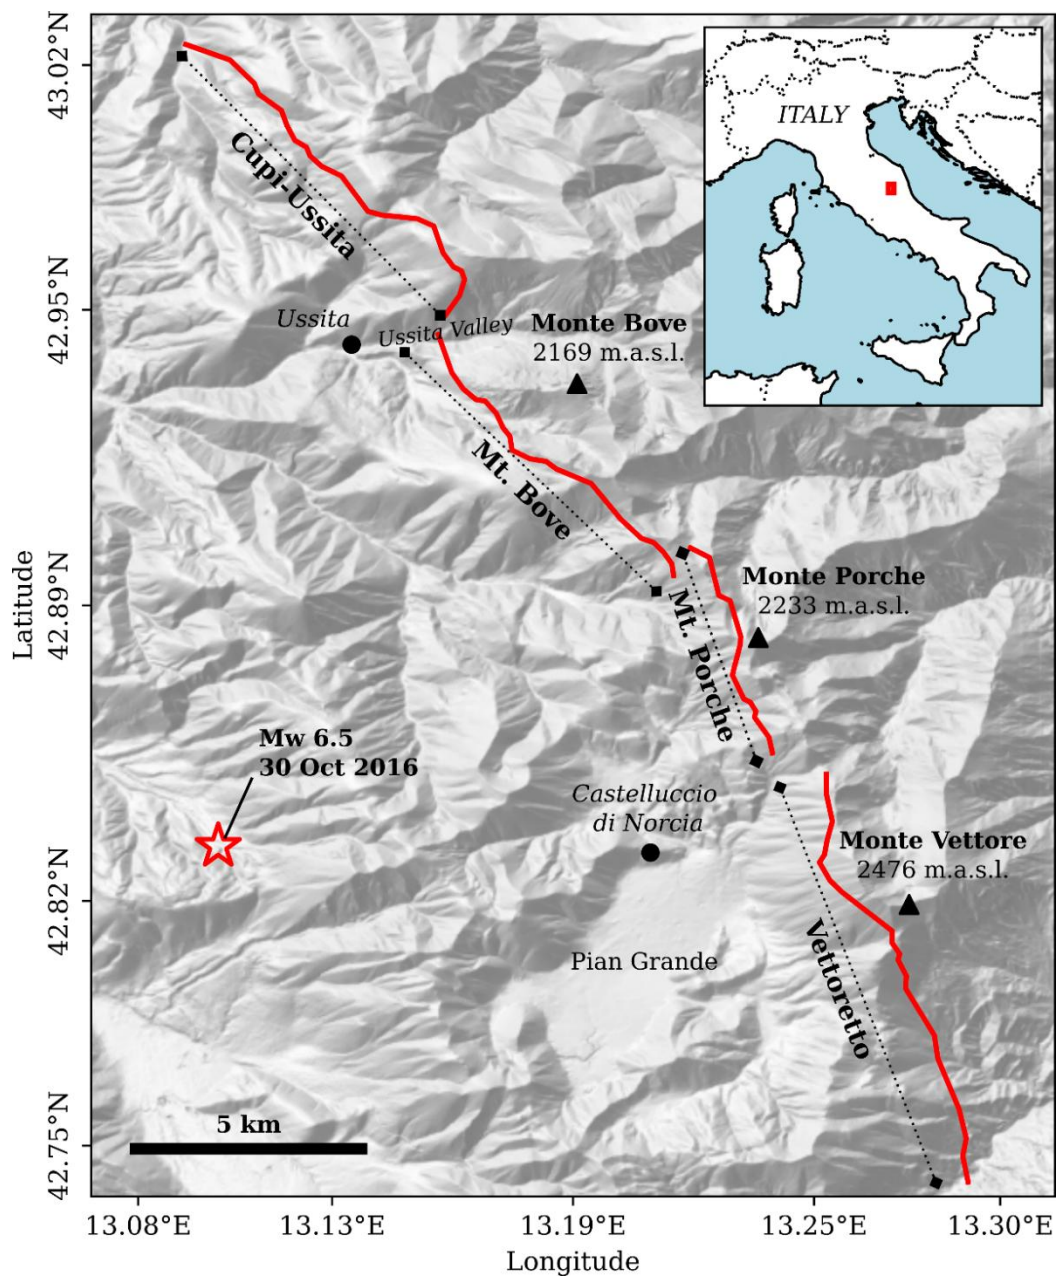 43.02°N
42.95°N
42.89°N
42.82°N
42.75°N
Latitude
ITALY
Cupi-Ussita
Ussita
Ussita Valley
Monte Bove
2169 m.a.s.l.
Mt. Bove
Monte Porche
2233 m.a.s.l.
Mt. Porche
Mw 6.5
30 Oct 2016
Castelluccio
di Norcia
Monte Vettore
2476 m.a.s.l.
Pian Grande
Vettoretto
5 km
13.08°E
13.13°E
13.19°E
13.25°E
13.30°E
Longitude